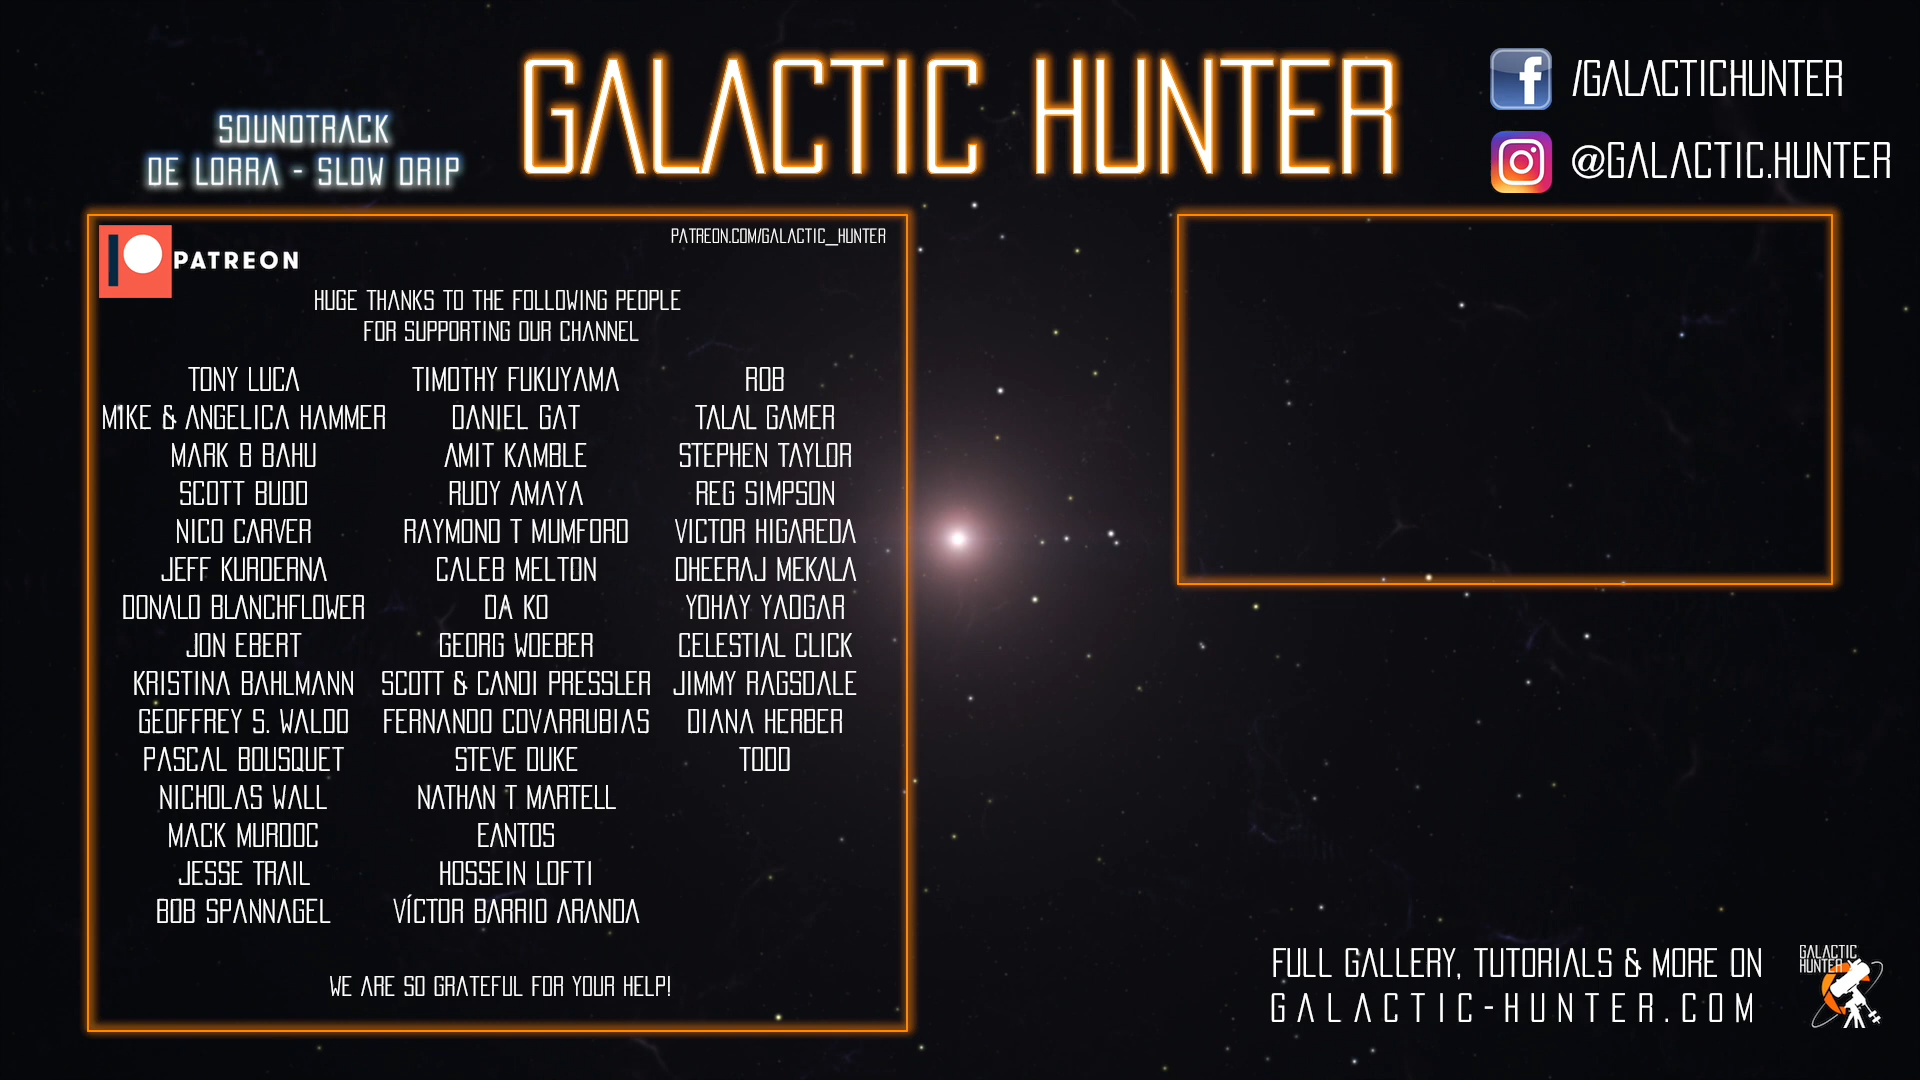 GALACTIC HUNTER
/GALACTICHUNTER
@GALACTIC.HUNTER
SOUNDTRACK
DE LORRA - SLOW DRIP
PATREON
PATREON.COM/GALACTIC_HUNTER
HUGE THANKS TO THE FOLLOWING PEOPLE
FOR SUPPORTING OUR CHANNEL
TONY LUCA
MIKE & ANGELICA HAMMER
MARK B BAHU
SCOTT BUDD
NICO CARVER
JEFF KURDERNA
DONALD BLANCHFLOWER
JON EBERT
KRISTINA BAHLMANN
GEOFFREY S. WALDO
PASCAL BOUSQUET
NICHOLAS WALL
MACK MURDOC
JESSE TRAIL
BOB SPANNAGEL
TIMOTHY FUKUYAMA
DANIEL GAT
AMIT KAMBLE
RUDY AMAYA
RAYMOND T MUMFORD
CALEB MELTON
DA KO
GEORG WOEBER
SCOTT & CANDI PRESSLER
FERNANDO COVARRUBIAS
STEVE DUKE
NATHAN T MARTELL
EANTOS
HOSSEIN LOFTI
VÍCTOR BARRIO ARANDA
ROB
TALAL GAMER
STEPHEN TAYLOR
REG SIMPSON
VICTOR HIGAREDA
DHEERAJ MEKALA
YOHAY YADGAR
CELESTIAL CLICK
JIMMY RAGSDALE
DIANA HERBER
TODD
WE ARE SO GRATEFUL FOR YOUR HELP!
FULL GALLERY, TUTORIALS & MORE ON
GALACTIC-HUNTER.COM
GALACTIC
HUNTER